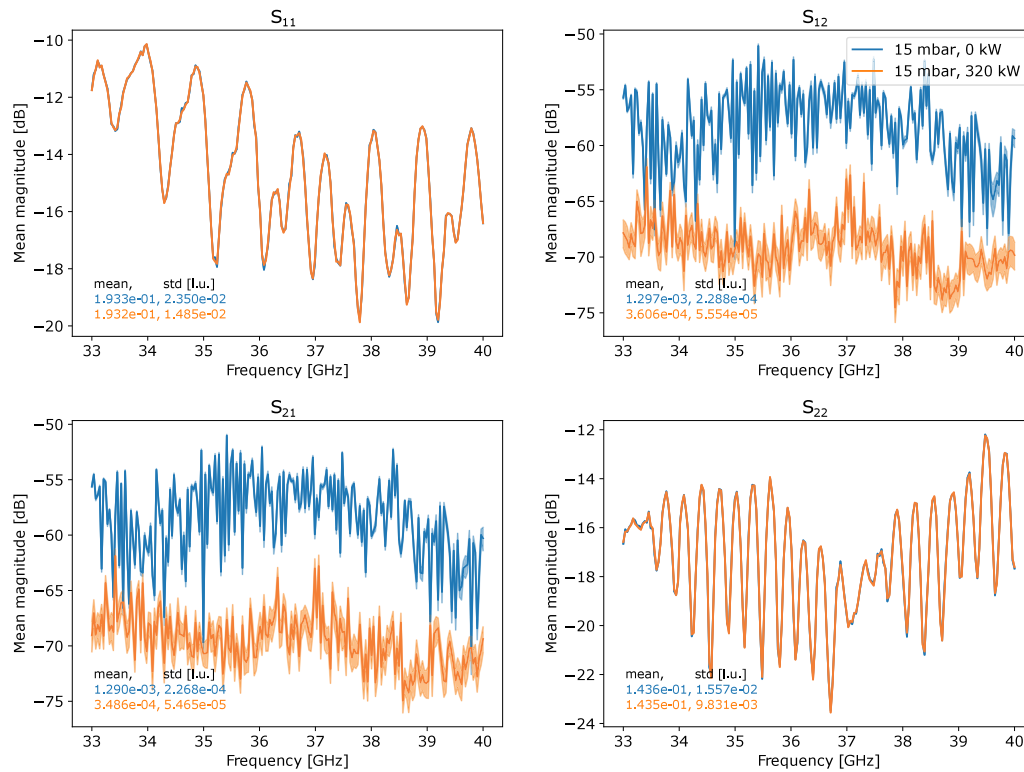 S11
S12
Mean magnitude [dB]
−10
−12
−14
−16
−18
−20
mean, std [l.u.]
1.933e-01, 2.350e-02
1.932e-01, 1.485e-02
33 34 35 36 37 38 39 40
Frequency [GHz]
Mean magnitude [dB]
−50
−55
−60
−65
−70
−75
15 mbar, 0 kW
15 mbar, 320 kW
mean, std [l.u.]
1.297e-03, 2.288e-04
3.606e-04, 5.554e-05
33 34 35 36 37 38 39 40
Frequency [GHz]
S21
S22
Mean magnitude [dB]
−50
−55
−60
−65
−70
−75
mean, std [l.u.]
1.290e-03, 2.268e-04
3.486e-04, 5.465e-05
33 34 35 36 37 38 39 40
Frequency [GHz]
Mean magnitude [dB]
−12
−14
−16
−18
−20
−22
−24
mean, std [l.u.]
1.436e-01, 1.557e-02
1.435e-01, 9.831e-03
33 34 35 36 37 38 39 40
Frequency [GHz]